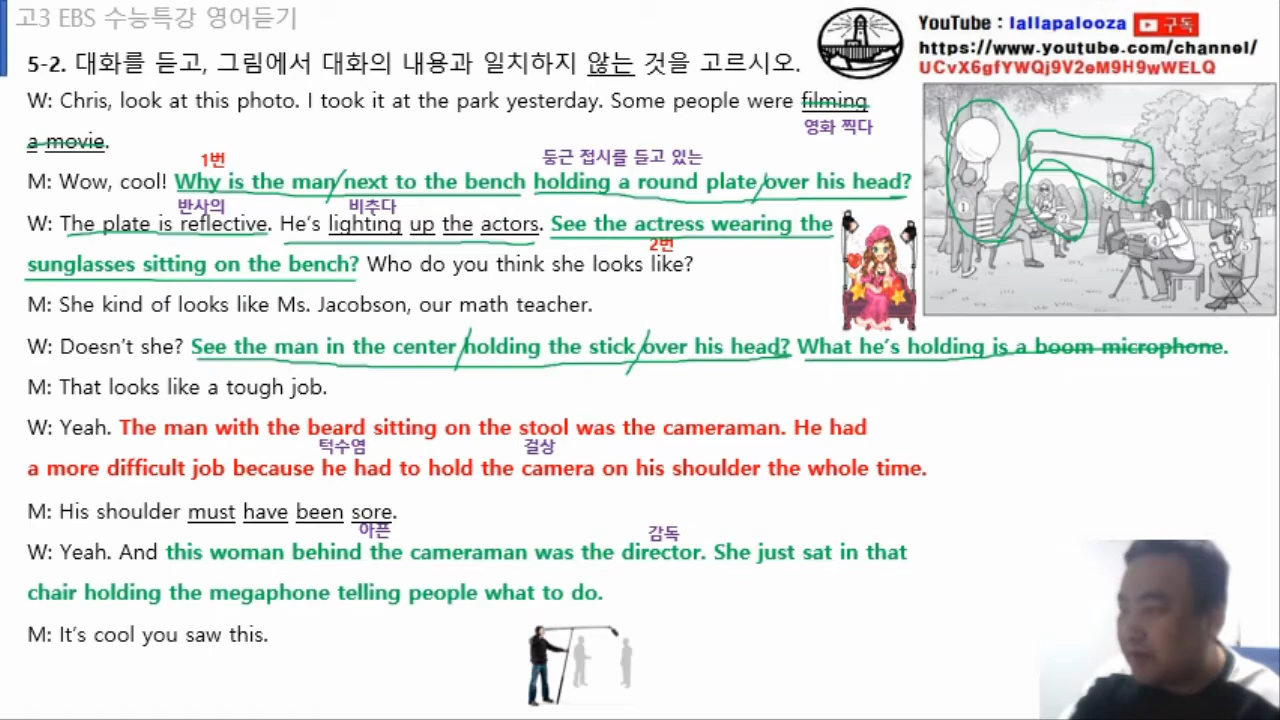 고3 EBS 수능특강 영어듣기
YouTube : lallapalooza 구독
https://www.youtube.com/channel/
UCvX6gfYWQj9V2eM9H9wWELQ
5-2. 대화를 듣고, 그림에서 대화의 내용과 일치하지 않는 것을 고르시오.
W: Chris, look at this photo. I took it at the park yesterday. Some people were filming
영화 찍다
a movie.
1번 둥근 접시를 들고 있는
M: Wow, cool! Why is the man/next to the bench holding a round plate/over his head?
반사의 비추다
W: The plate is reflective. He's lighting up the actors. See the actress wearing the
2번
sunglasses sitting on the bench? Who do you think she looks like?
M: She kind of looks like Ms. Jacobson, our math teacher.
W: Doesn't she? See the man in the center/holding the stick/over his head? What he's holding is a boom microphone.
M: That looks like a tough job.
W: Yeah. The man with the beard sitting on the stool was the cameraman. He had
턱수염 걸상
a more difficult job because he had to hold the camera on his shoulder the whole time.
M: His shoulder must have been sore.
아픈 감독
W: Yeah. And this woman behind the cameraman was the director. She just sat in that
chair holding the megaphone telling people what to do.
M: It's cool you saw this.
① ② ③ ④ ⑤